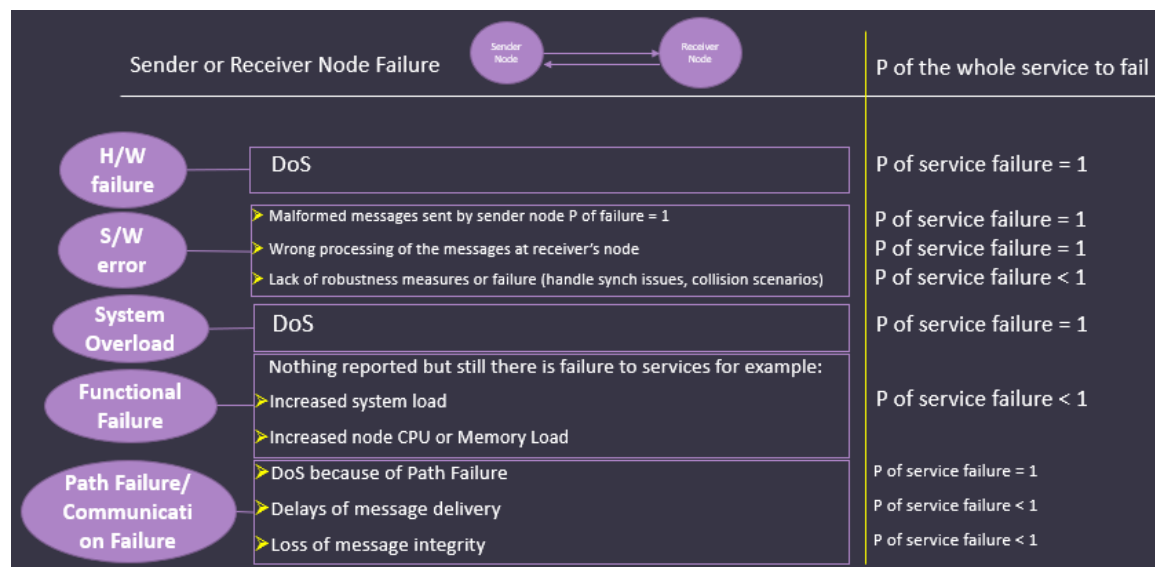 Sender or Receiver Node Failure
Sender
Node
Receiver
Node
P of the whole service to fail
H/W
failure
DoS
P of service failure = 1
S/W
error
Malformed messages sent by sender node P of failure = 1
P of service failure = 1
Wrong processing of the messages at receiver's node
P of service failure = 1
Lack of robustness measures or failure (handle synch issues, collision scenarios)
P of service failure < 1
System
Overload
DoS
P of service failure = 1
Functional
Failure
Nothing reported but still there is failure to services for example:
Increased system load
Increased node CPU or Memory Load
P of service failure < 1
Path Failure/
Communicati
on Failure
DoS because of Path Failure
P of service failure = 1
Delays of message delivery
P of service failure < 1
Loss of message integrity
P of service failure < 1